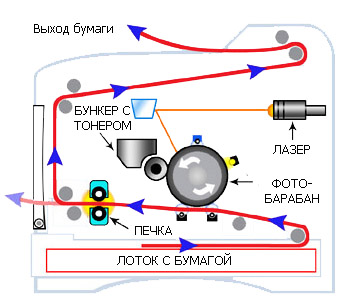 Выход бумаги
БУНКЕР С
ТОНЕРОМ
ЛАЗЕР
ФОТО-
БАРАБАН
ПЕЧКА
ЛОТОК С БУМАГОЙ